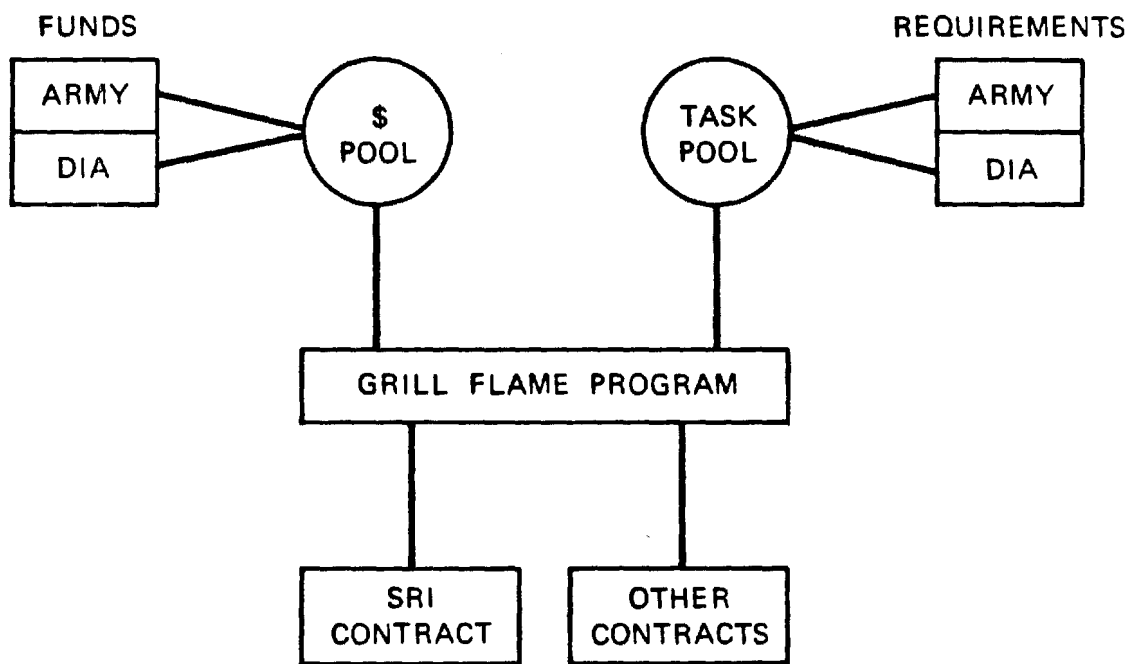 FUNDS
REQUIREMENTS
ARMY
DIA
$
POOL
TASK
POOL
ARMY
DIA
GRILL FLAME PROGRAM
SRI
CONTRACT
OTHER
CONTRACTS